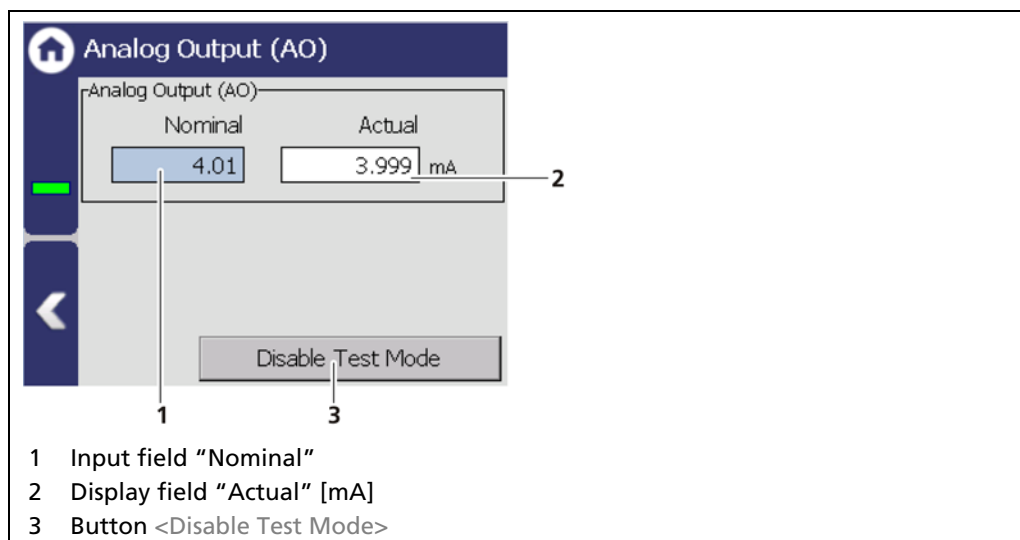 Analog Output (AO)
Analog Output (AO)
Nominal Actual
4.01 3.999 mA
2
Disable Test Mode
1 3
1 Input field “Nominal”
2 Display field “Actual” [mA]
3 Button <Disable Test Mode>